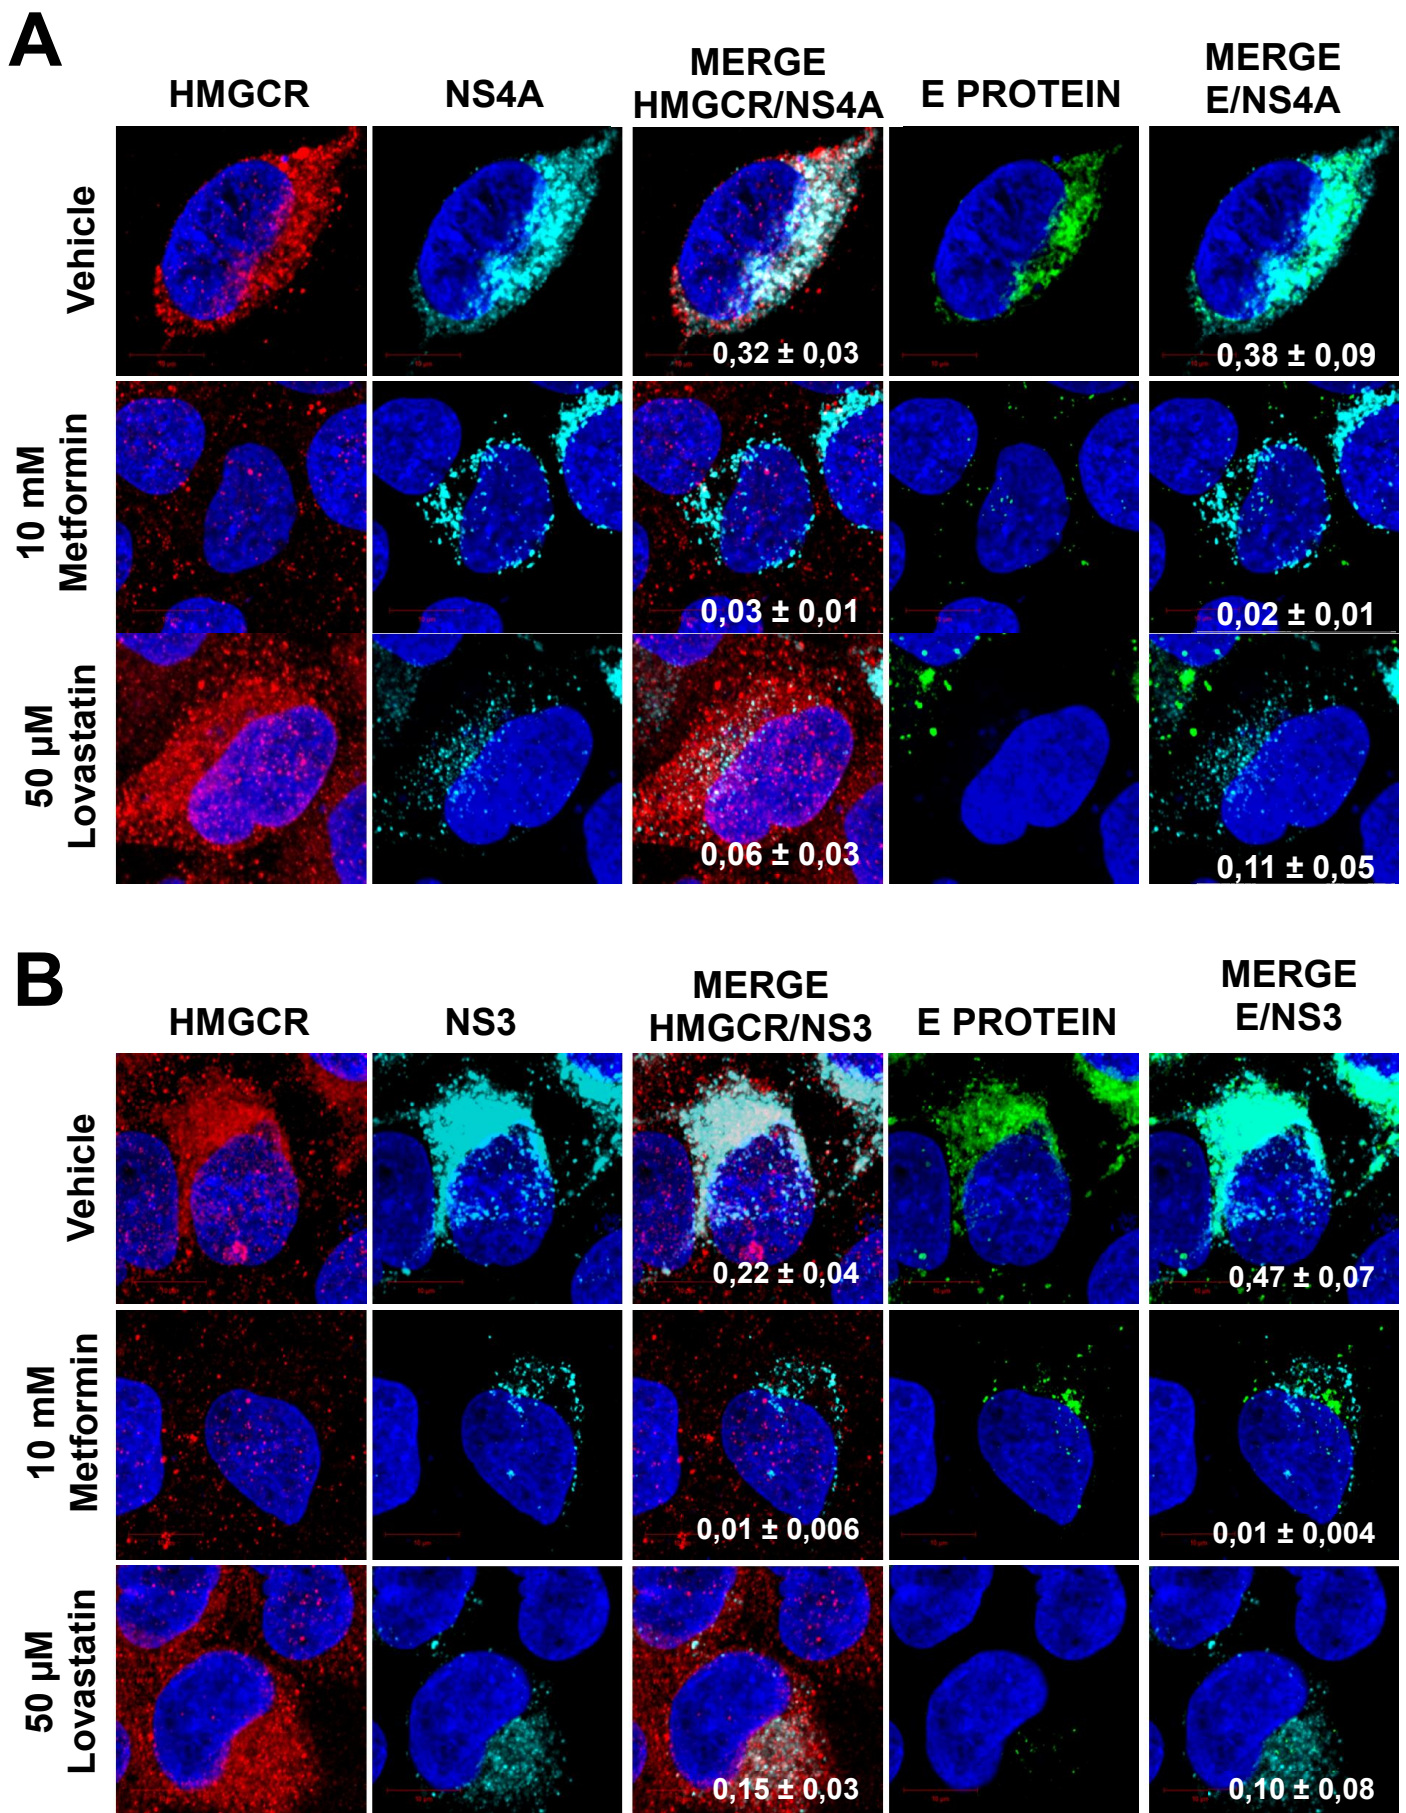 A
HMGCR
NS4A
MERGE
HMGCR/NS4A
E PROTEIN
MERGE
E/NS4A
Vehicle
0,32 ± 0,03
0,38 ± 0,09
10 mM
Metformin
0,03 ± 0,01
0,02 ± 0,01
50 µM
Lovastatin
0,06 ± 0,03
0,11 ± 0,05
B
HMGCR
NS3
MERGE
HMGCR/NS3
E PROTEIN
MERGE
E/NS3
Vehicle
0,22 ± 0,04
0,47 ± 0,07
10 mM
Metformin
0,01 ± 0,006
0,01 ± 0,004
50 µM
Lovastatin
0,15 ± 0,03
0,10 ± 0,08